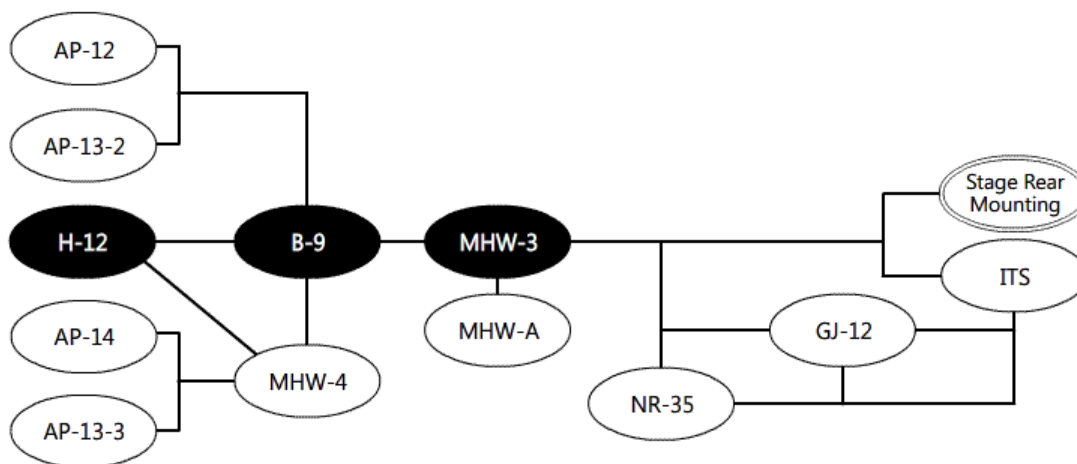 AP-12
AP-13-2
H-12
B-9
MHW-3
Stage Rear
Mounting
ITS
AP-14
MHW-A
GJ-12
MHW-4
NR-35
AP-13-3